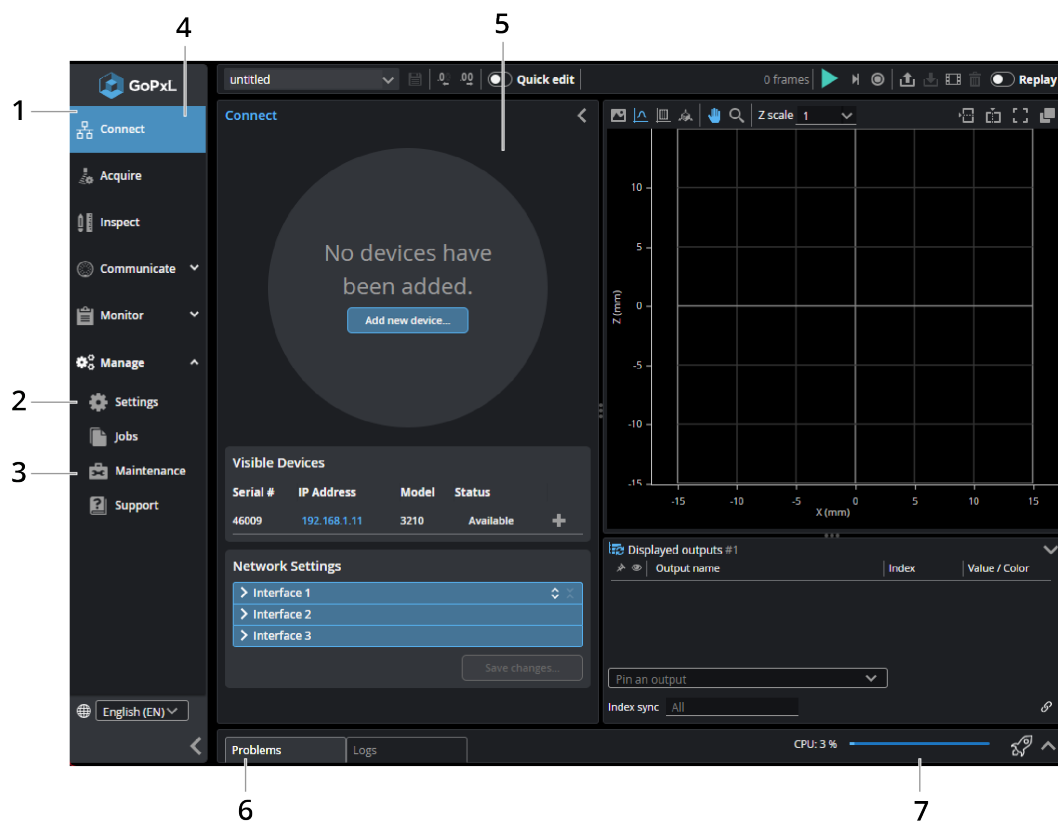 4
5
1
GoPxL
untitled
.0
.00
Quick edit
0 frames
Replay
Connect
Acquire
Inspect
Communicate
Monitor
Manage
2
Settings
Jobs
3
Maintenance
Support
English (EN)
Connect
No devices have
been added.
Add new device...
Visible Devices
Serial # IP Address Model Status
46009 192.168.1.11 3210 Available
Network Settings
Interface 1
Interface 2
Interface 3
Save changes...
Z scale 1
Z (mm)
10
5
0
-5
-10
-15
-15 -10 -5 0 5 10 15
X (mm)
Displayed outputs #1
Output name Index Value / Color
Pin an output
Index sync All
Problems Logs
CPU: 3 %
6
7